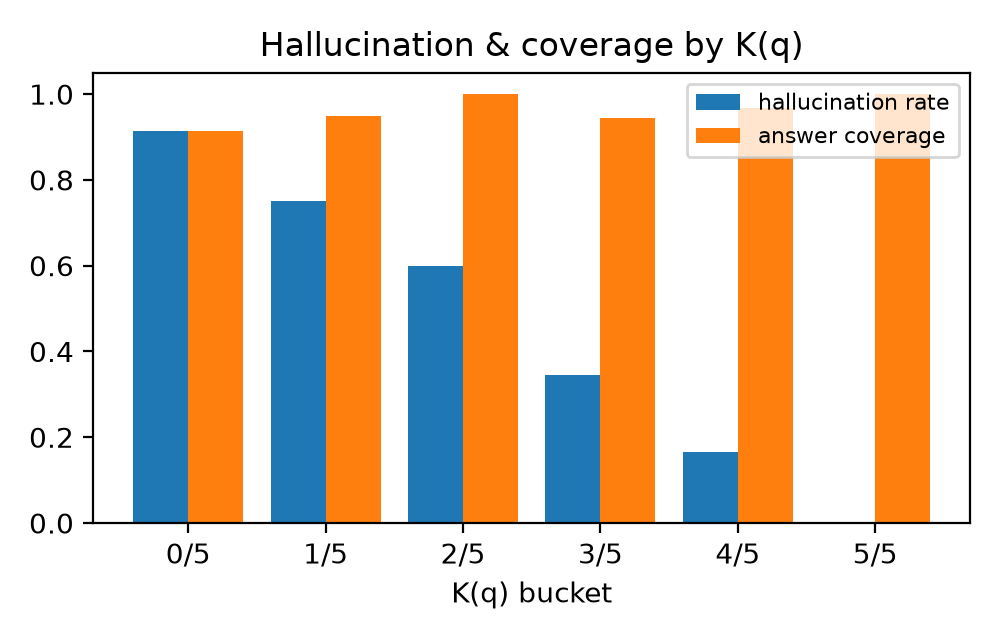 Hallucination & coverage by K(q)
hallucination rate
answer coverage
1.0
0.8
0.6
0.4
0.2
0.0
0/5 1/5 2/5 3/5 4/5 5/5
K(q) bucket